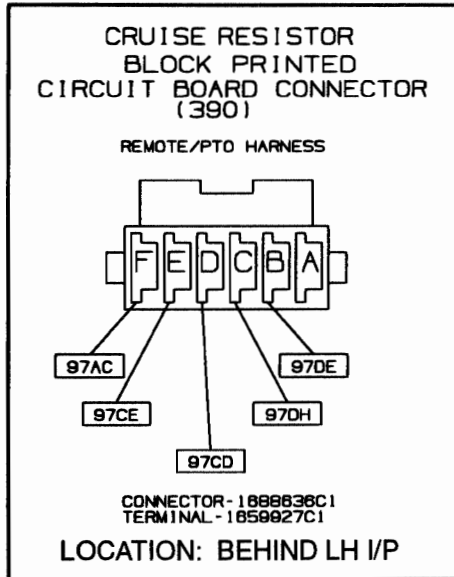 CRUISE RESISTOR
BLOCK PRINTED
CIRCUIT BOARD CONNECTOR
(390)
REMOTE/PTO HARNESS
F E D C B A
97AC 97DE
97CE 97DH
97CD
CONNECTOR-1688636C1
TERMINAL-1659927C1
LOCATION: BEHIND LH I/P